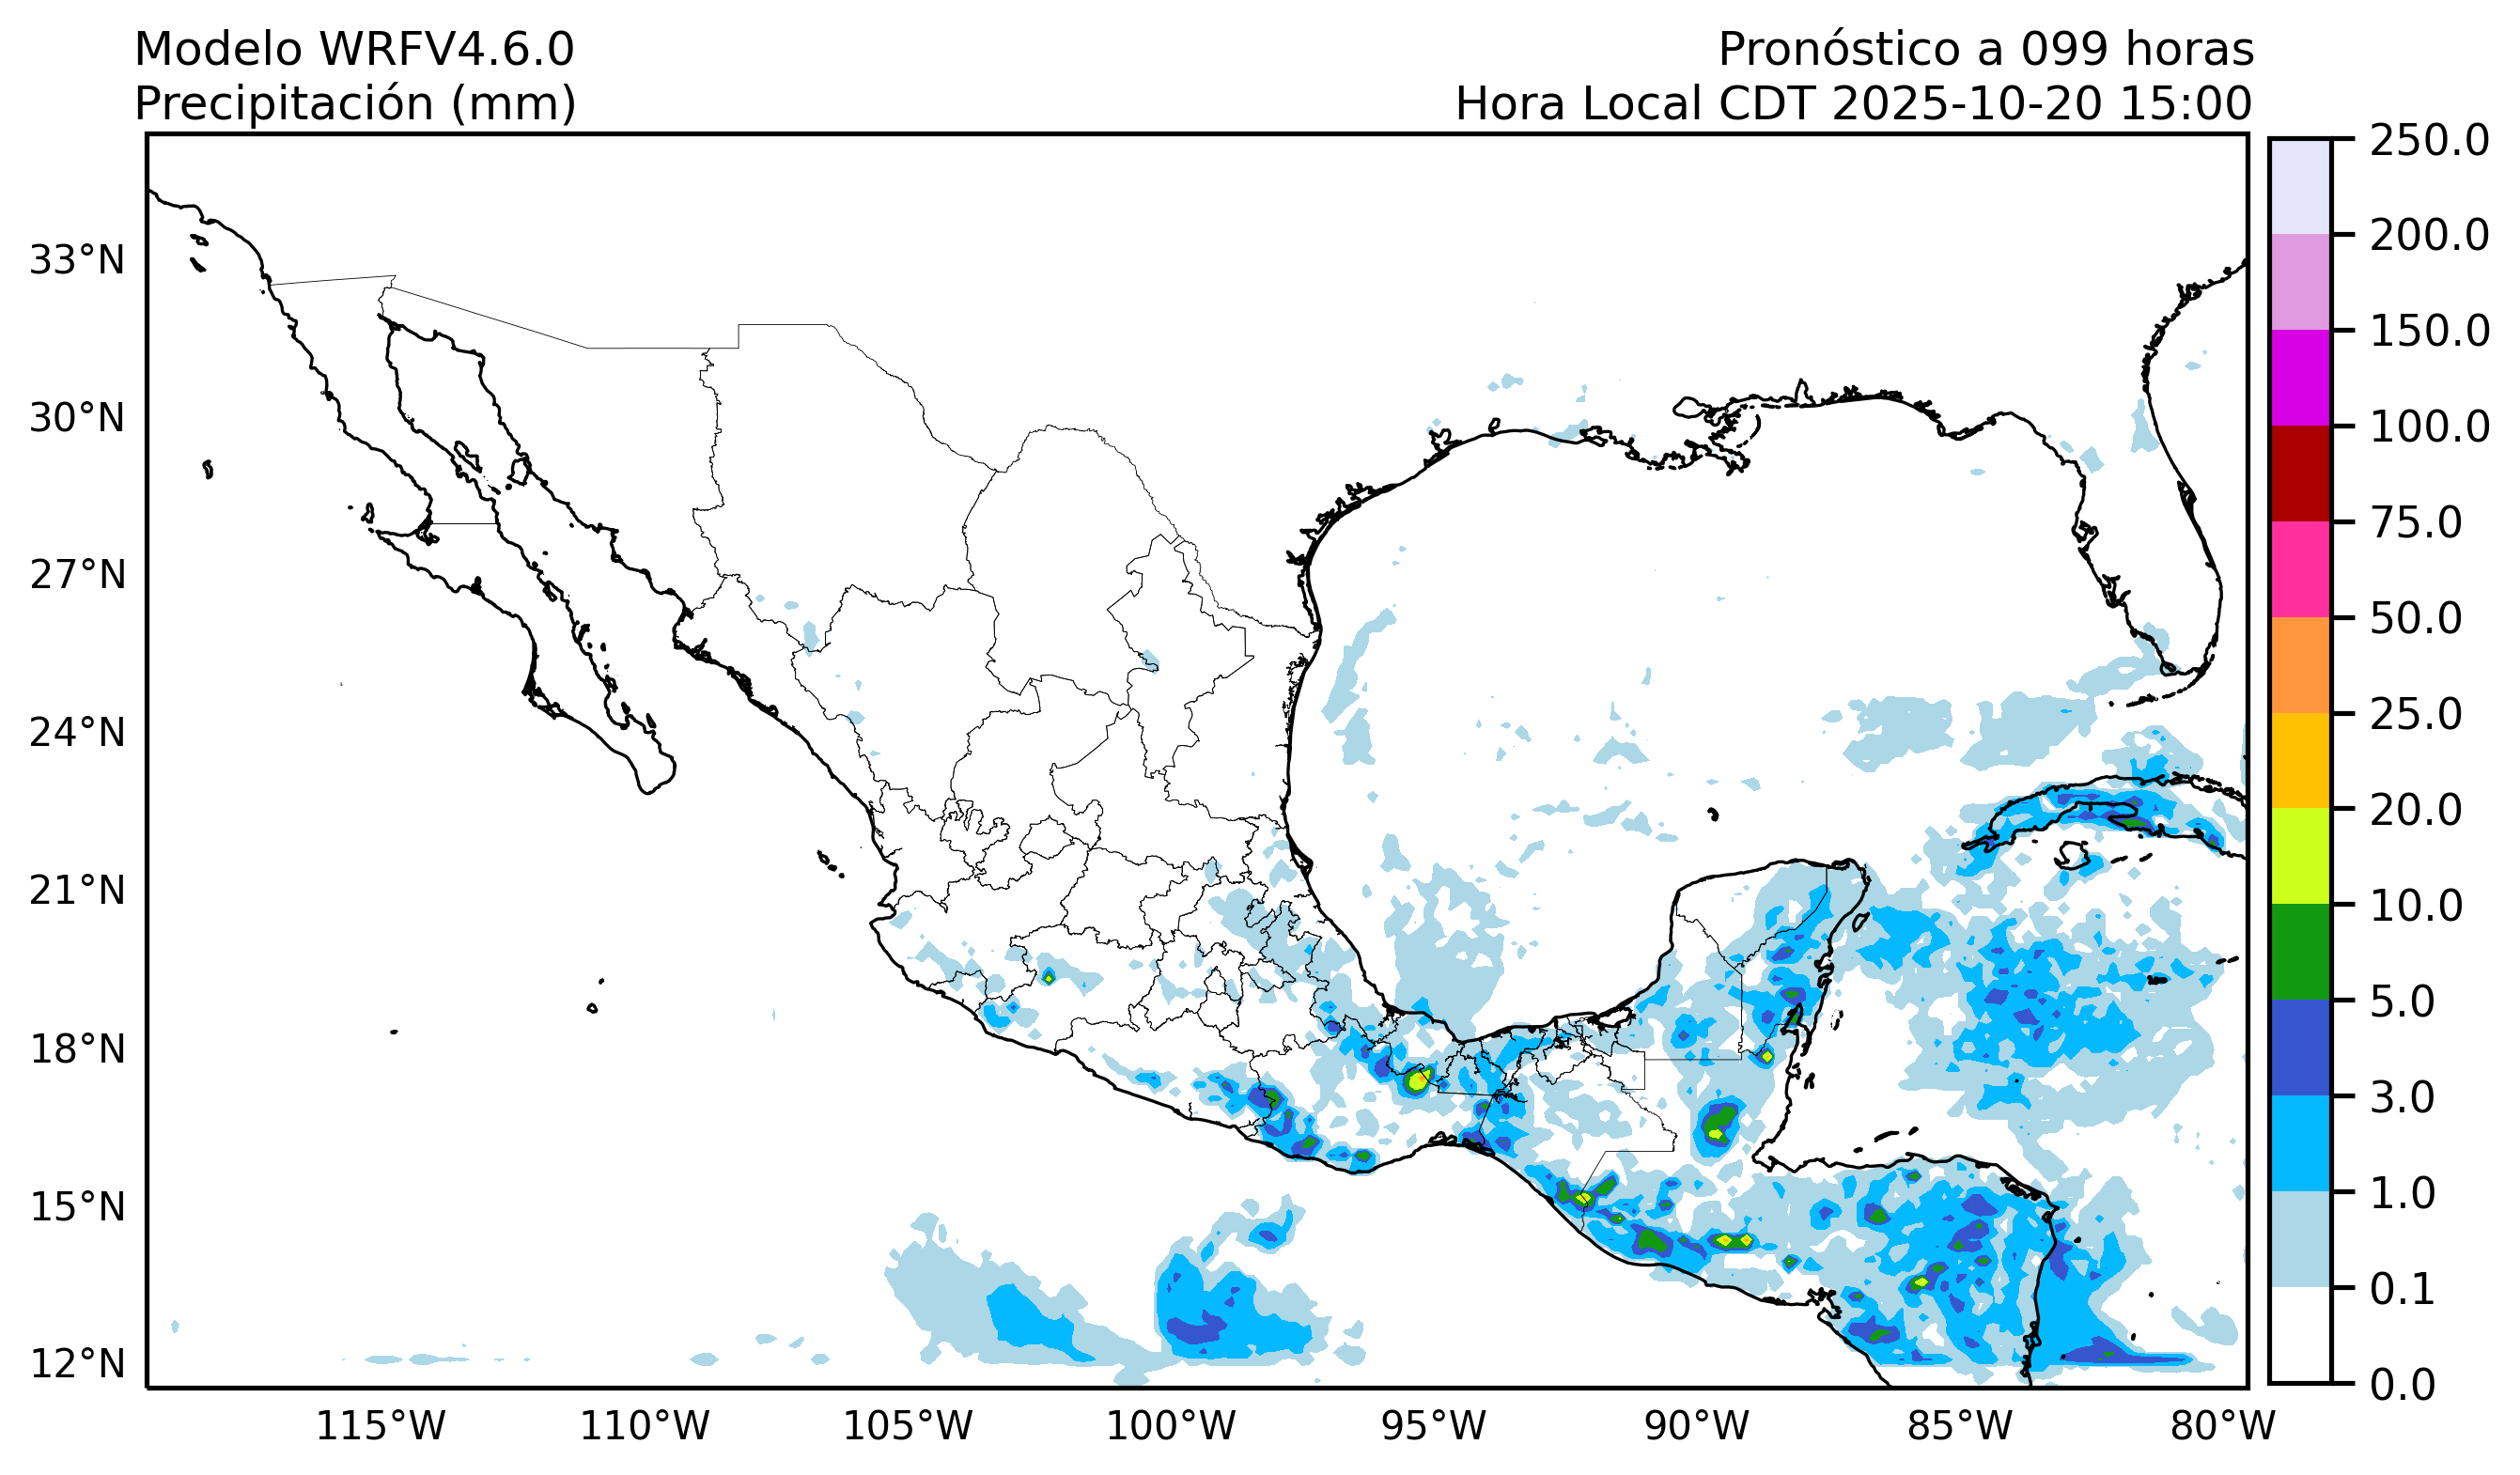 Modelo WRFV4.6.0
Precipitación (mm)
Pronóstico a 099 horas
Hora Local CDT 2025-10-20 15:00
33°N
30°N
27°N
24°N
21°N
18°N
15°N
12°N
115°W
110°W
105°W
100°W
95°W
90°W
85°W
80°W
250.0
200.0
150.0
100.0
75.0
50.0
25.0
20.0
10.0
5.0
3.0
1.0
0.1
0.0